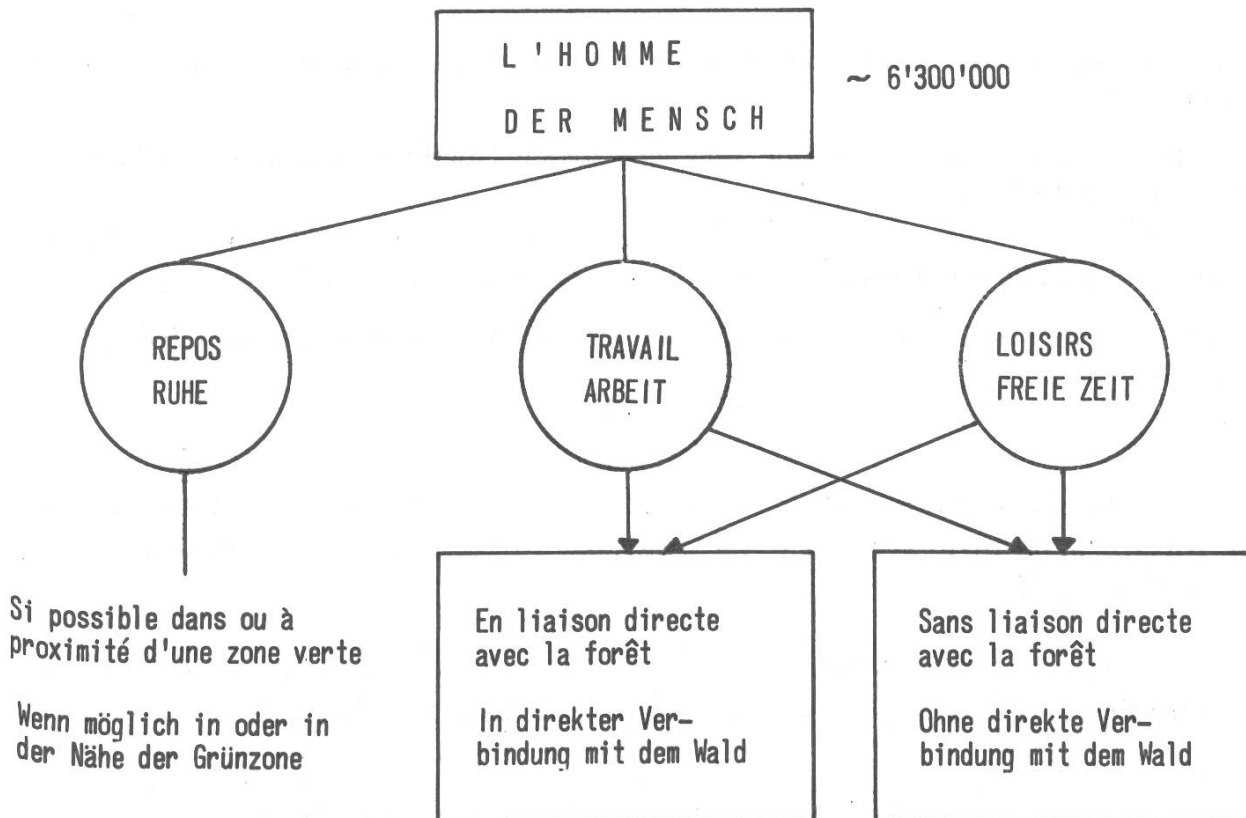 L'HOMME
DER MENSCH
~ 6'300'000
REPOS
RUHE
TRAVAIL
ARBEIT
LOISIRS
FREIE ZEIT
Si possible dans ou à
proximité d'une zone verte
Wenn möglich in oder in
der Nähe der Grünzone
En liaison directe
avec la forêt
In direkter Ver-
bindung mit dem Wald
Sans liaison directe
avec la forêt
Ohne direkte Ver-
bindung mit dem Wald